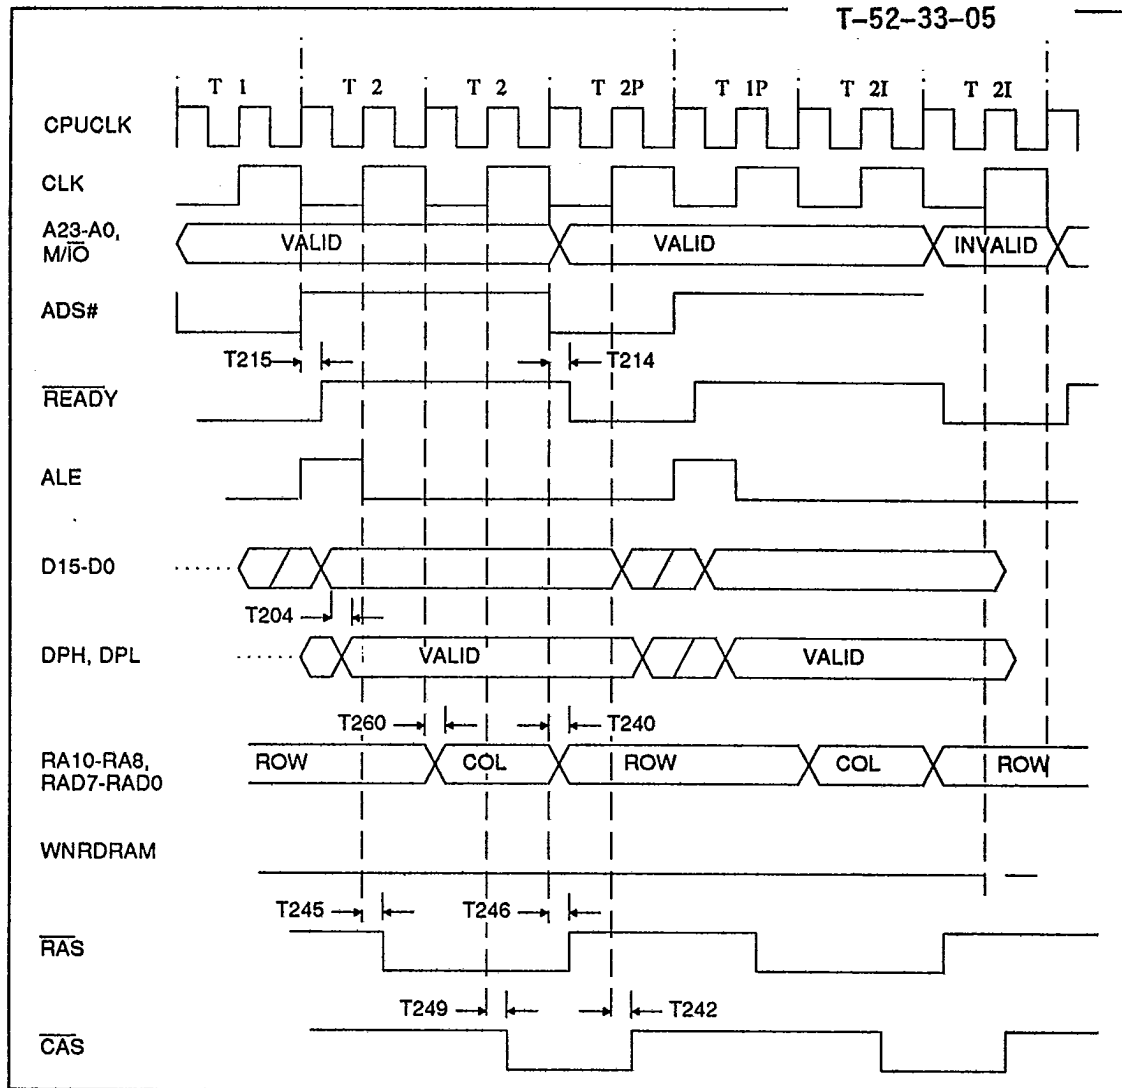 T-52-33-05
T 1 T 2 T 2 T 2P T 1P T 2I T 2I
CPUCLK
CLK
A23-A0,
M/IO
VALID VALID INVALID
ADS#
T215 T214
READY
ALE
D15-D0
T204
DPH, DPL VALID VALID
T260 T240
RA10-RA8,
RAD7-RAD0
ROW COL ROW COL ROW
WNRDRAM
T245 T246
RAS
T249 T242
CAS